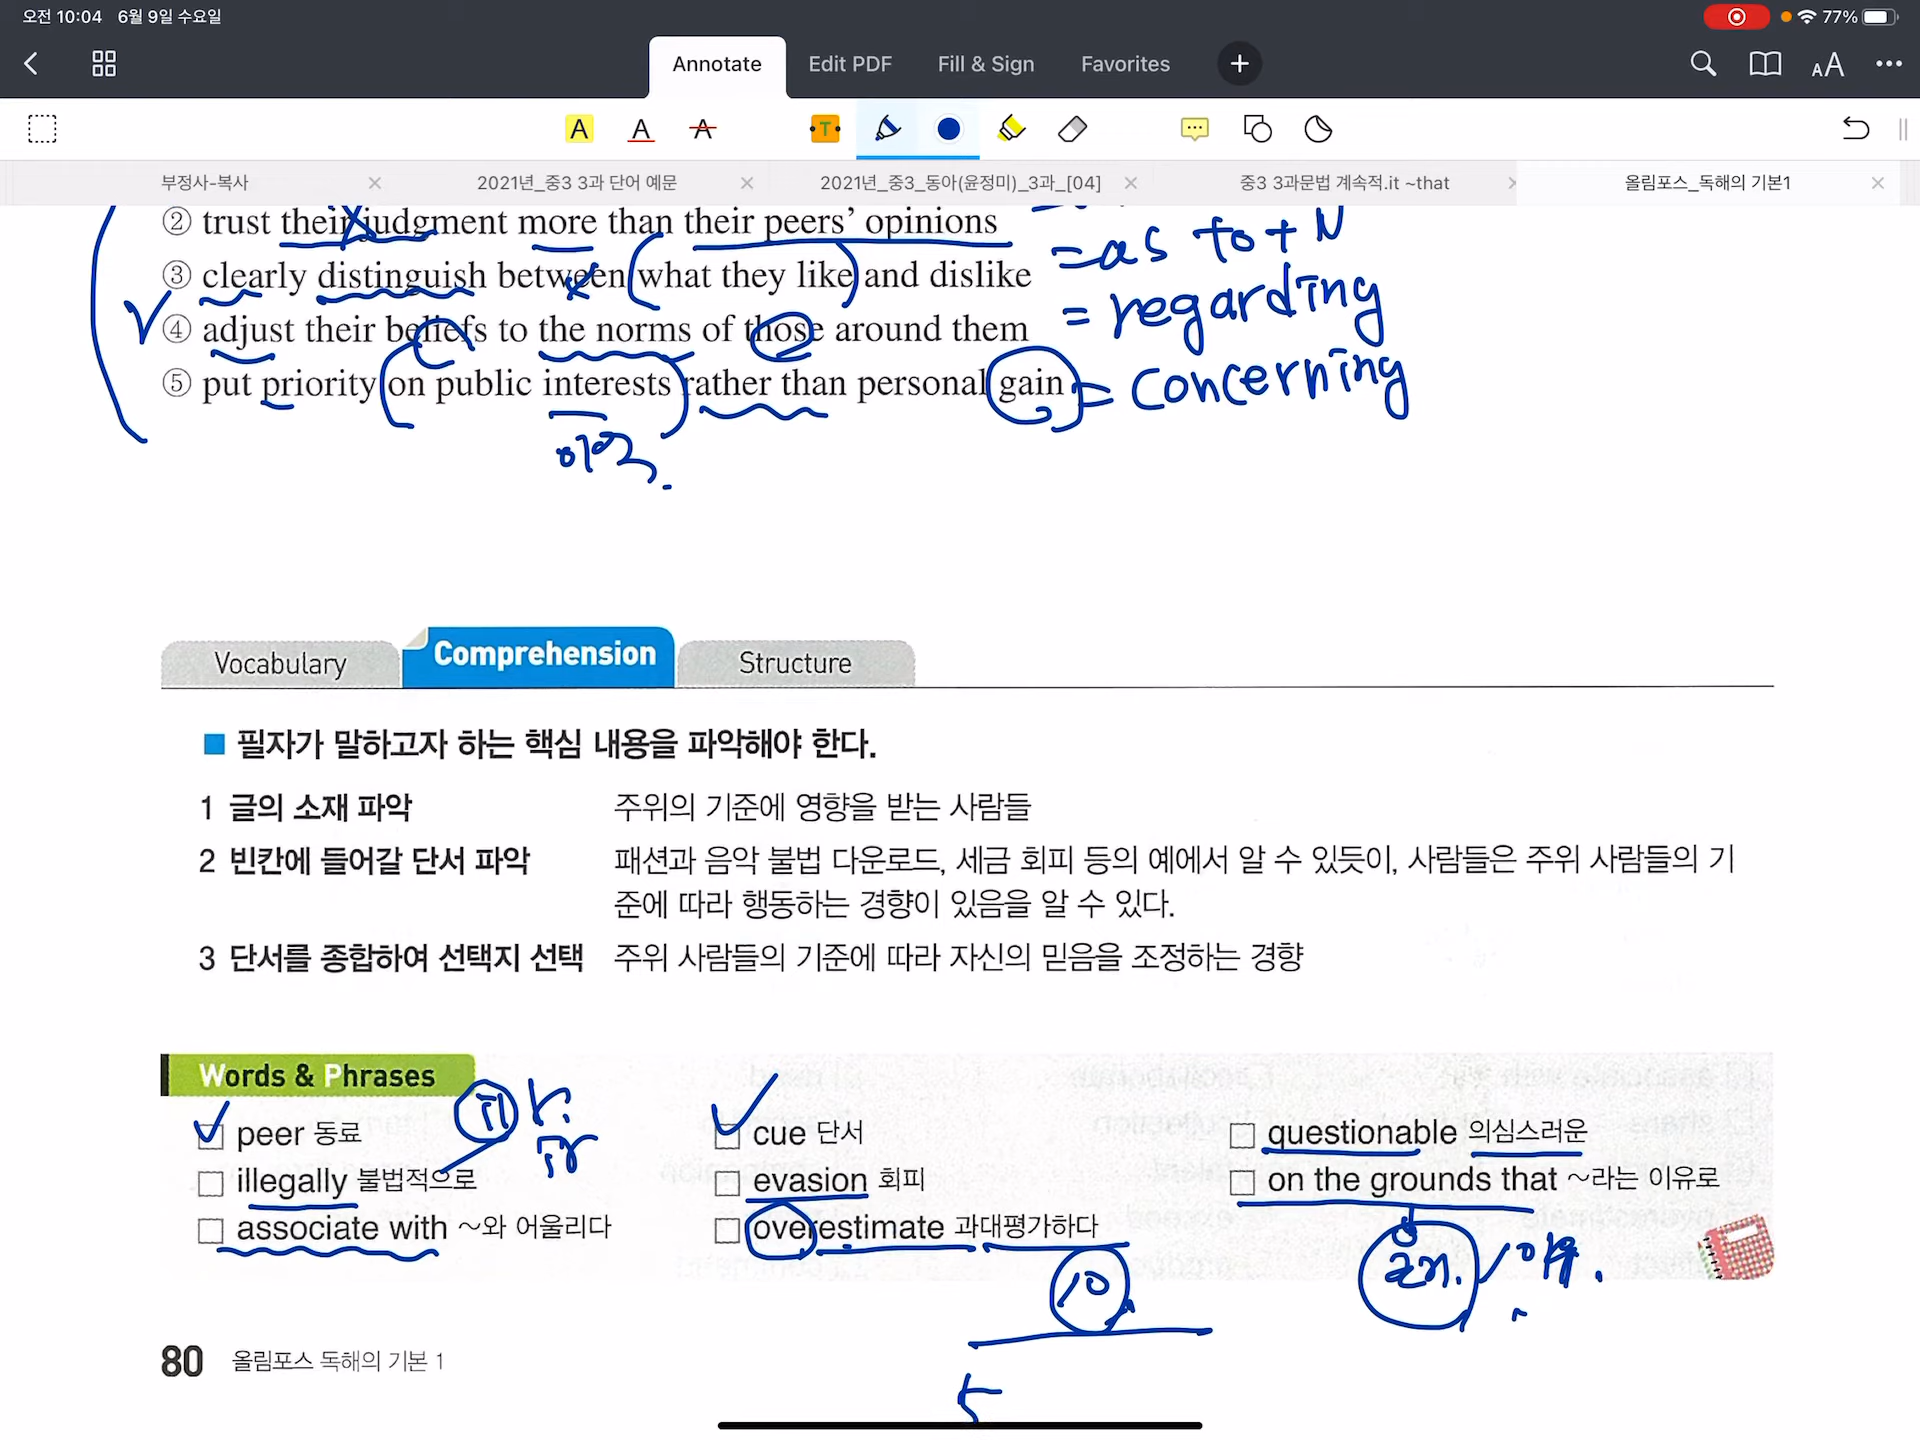 오전 10:04 6월 9일 수요일
77%
Annotate Edit PDF Fill & Sign Favorites
부정사-복사
2021년_중3 3과 단어 예문
2021년_중3_동아(윤정미)_3과_[04]
중3 3과문법 계속적.it ~that
올림포스_독해의 기본1
② trust their judgment more than their peers' opinions
= as to + N
③ clearly distinguish between what they like and dislike
= regarding
④ adjust their beliefs to the norms of those around them
⑤ put priority on public interests rather than personal gain
= concerning
이익
Vocabulary Comprehension Structure
■ 필자가 말하고자 하는 핵심 내용을 파악해야 한다.
1 글의 소재 파악 주위의 기준에 영향을 받는 사람들
2 빈칸에 들어갈 단서 파악 패션과 음악 불법 다운로드, 세금 회피 등의 예에서 알 수 있듯이, 사람들은 주위 사람들의 기
준에 따라 행동하는 경향이 있음을 알 수 있다.
3 단서를 종합하여 선택지 선택 주위 사람들의 기준에 따라 자신의 믿음을 조정하는 경향
Words & Phrases
peer 동료
cue 단서
questionable 의심스러운
illegally 불법적으로
evasion 회피
on the grounds that ~라는 이유로
associate with ~와 어울리다
overestimate 과대평가하다
10
5
80 올림포스 독해의 기본 1